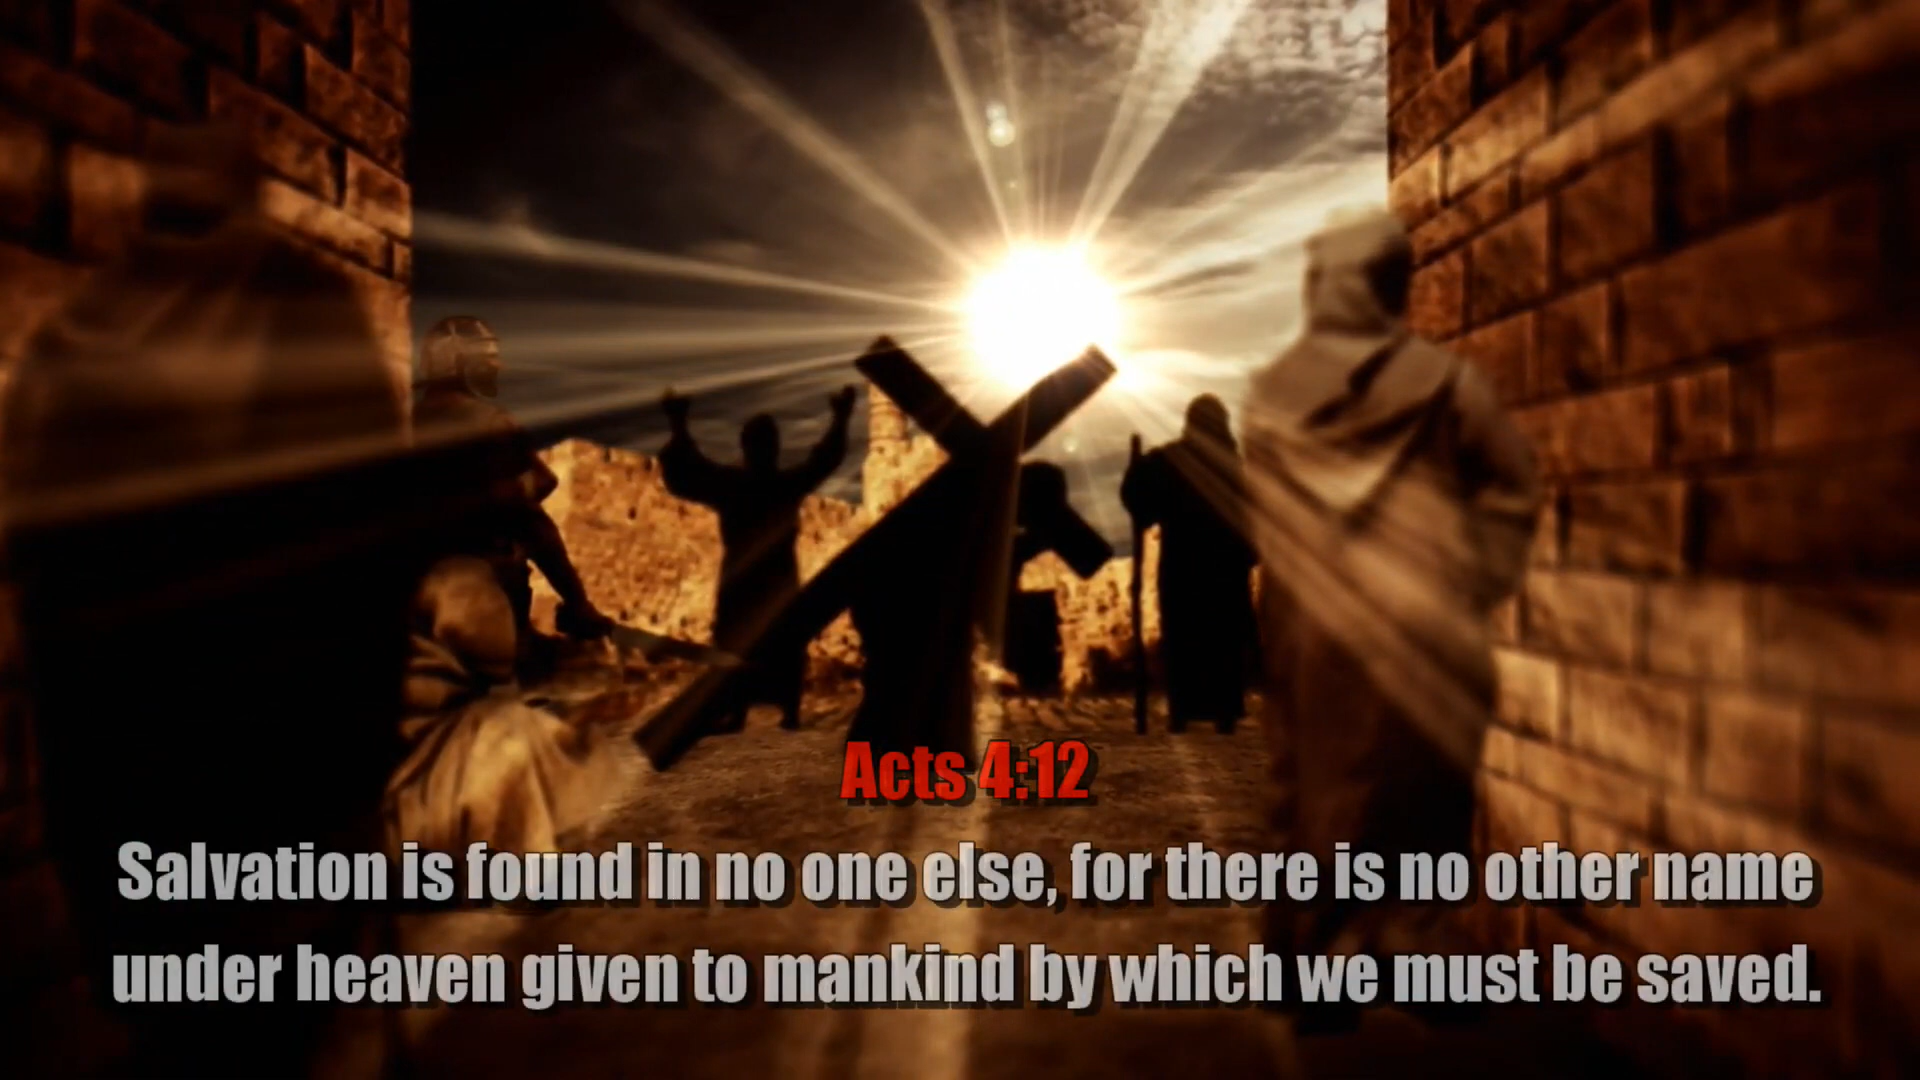 Acts 4:12
Salvation is found in no one else, for there is no other name
under heaven given to mankind by which we must be saved.